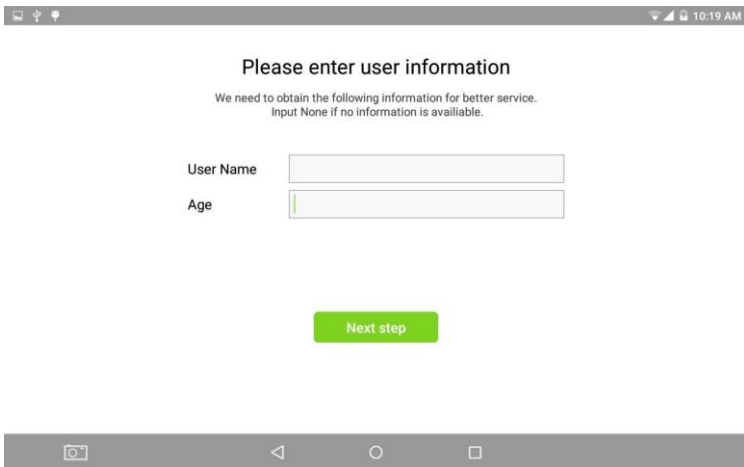 10:19 AM
Please enter user information
We need to obtain the following information for better service.
Input None if no information is availiable.
User Name
Age
Next step